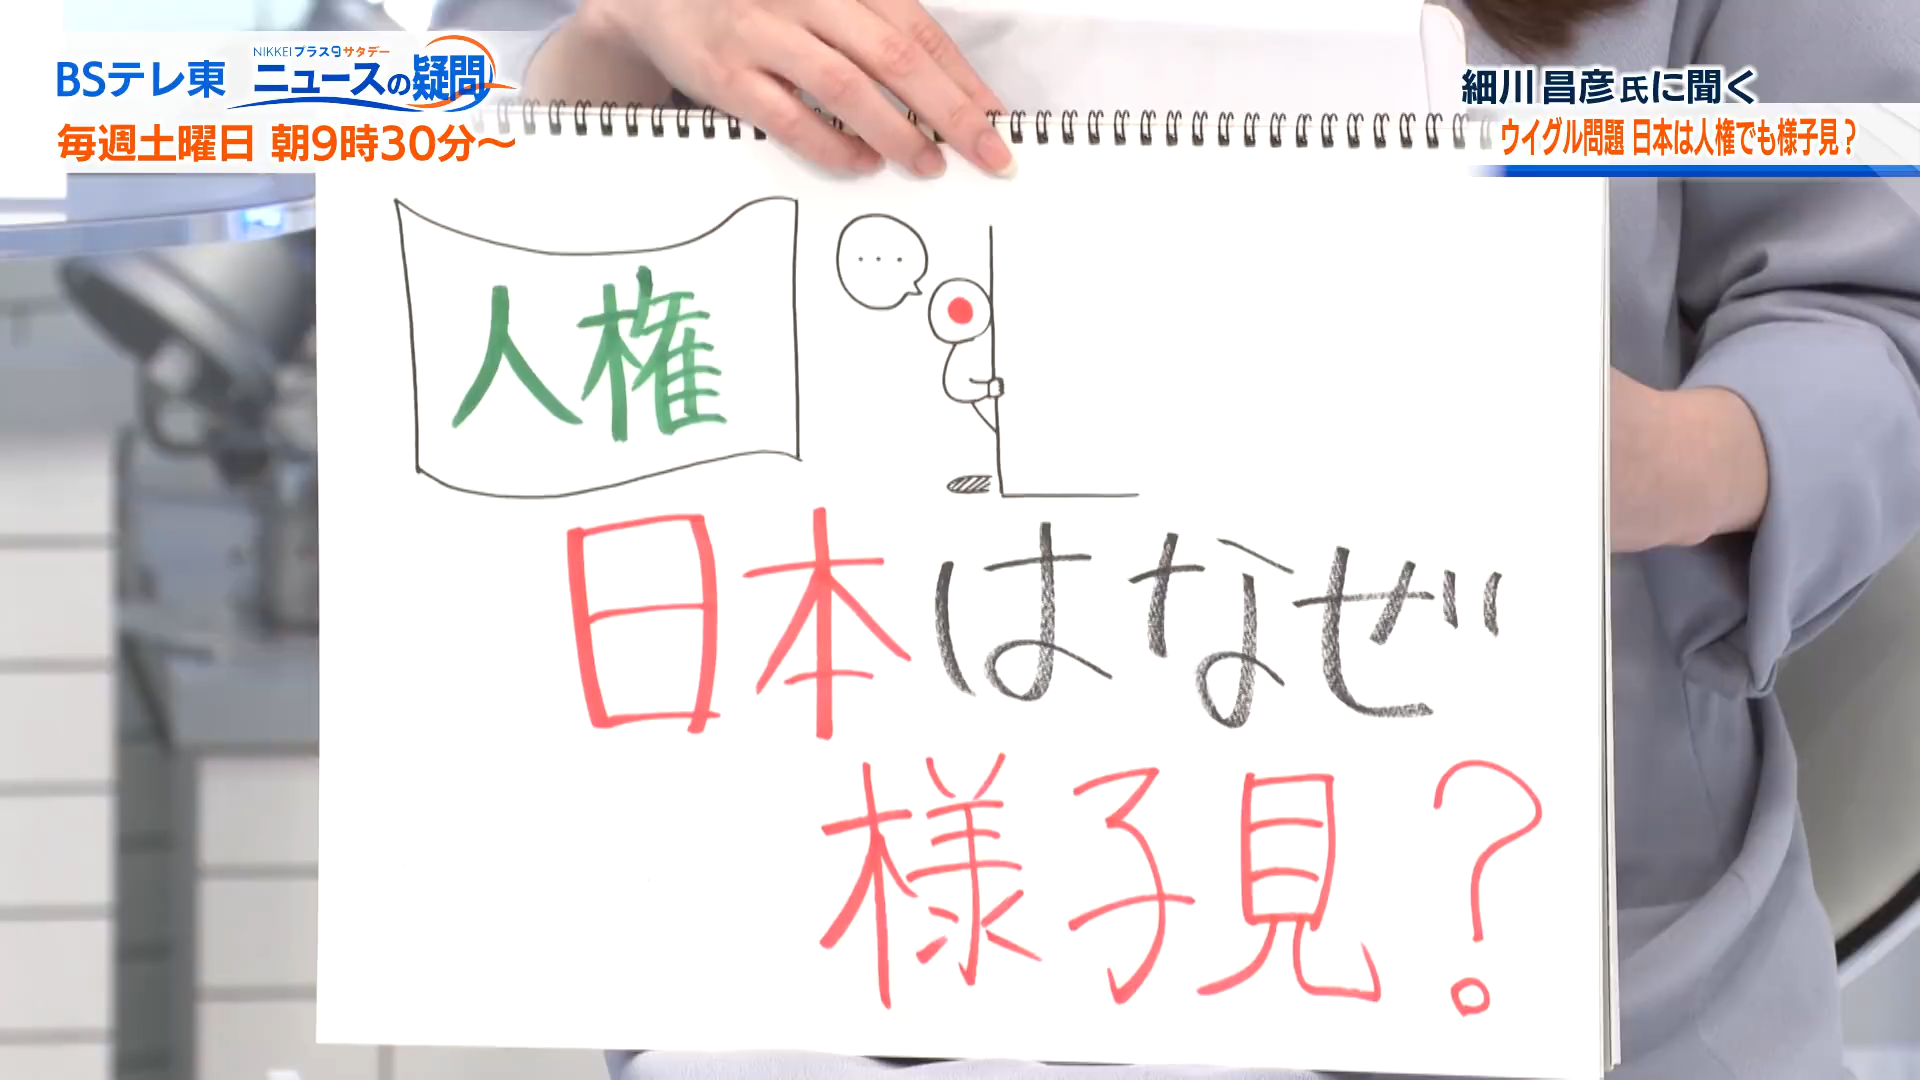 NIKKEIプラス9サタデー
BSテレ東 ニュースの疑問
毎週土曜日 朝9時30分～
細川昌彦氏に聞く
ウイグル問題 日本は人権でも様子見？
人権
...
日本はなぜ
様子見？